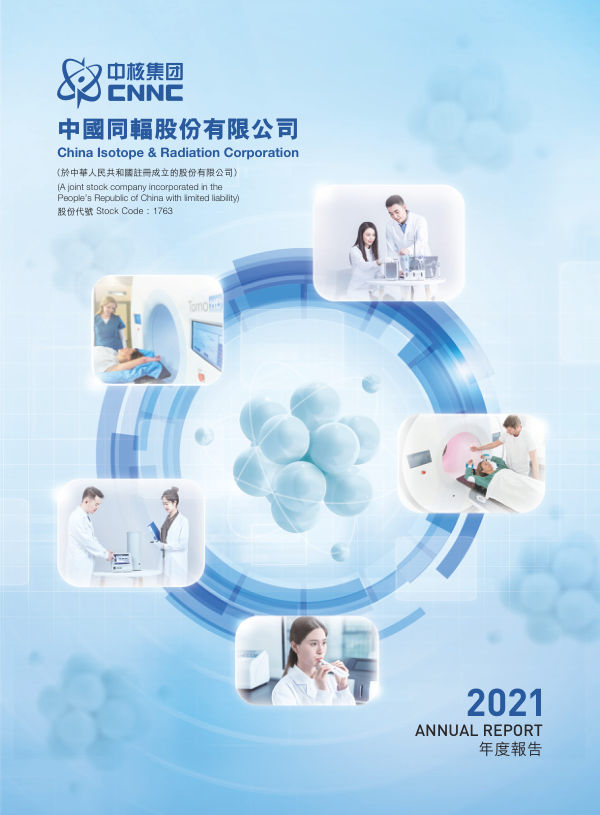 中核集团
CNNC
中國同輻股份有限公司
China Isotope & Radiation Corporation
（於中華人民共和國註冊成立的股份有限公司）
(A joint stock company incorporated in the
People's Republic of China with limited liability)
股份代號 Stock Code：1763
2021
ANNUAL REPORT
年度報告